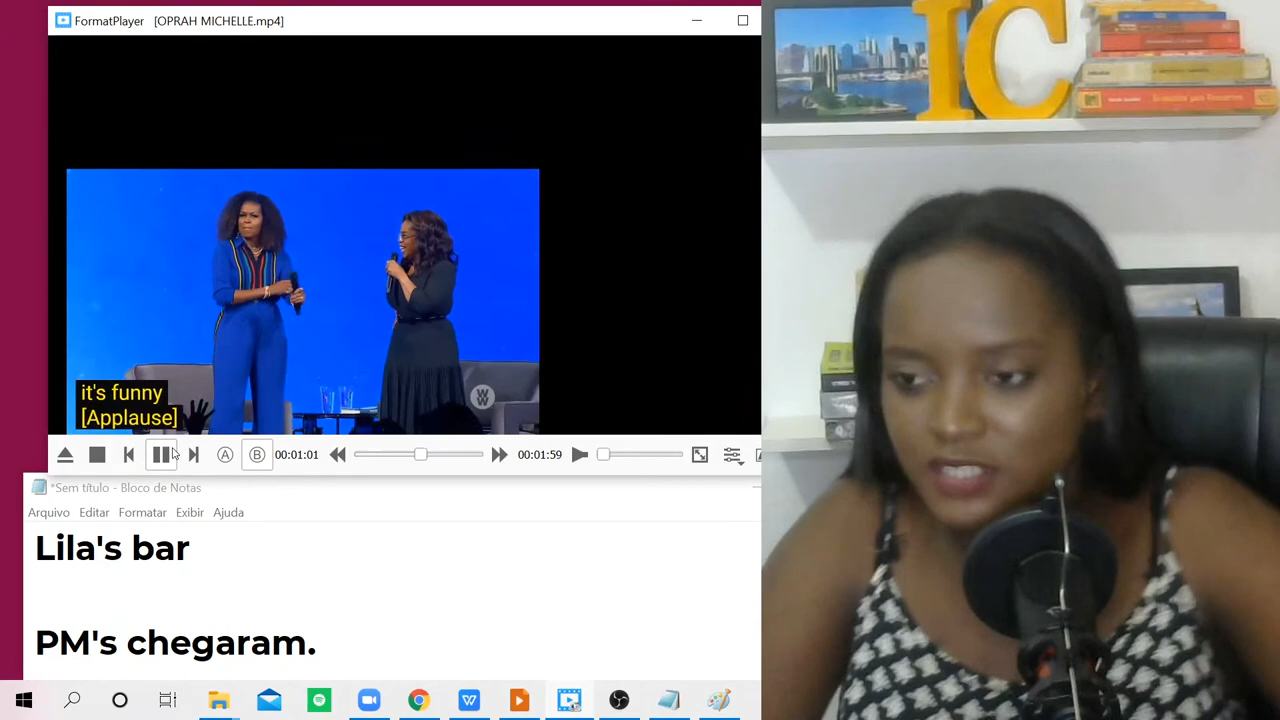 FormatPlayer [OPRAH MICHELLE.mp4]
IC
it's funny
[Applause]
W
A
B
00:01:01
00:01:59
*Sem título - Bloco de Notas
Arquivo Editar Formatar Exibir Ajuda
Lila's bar
PM's chegaram.